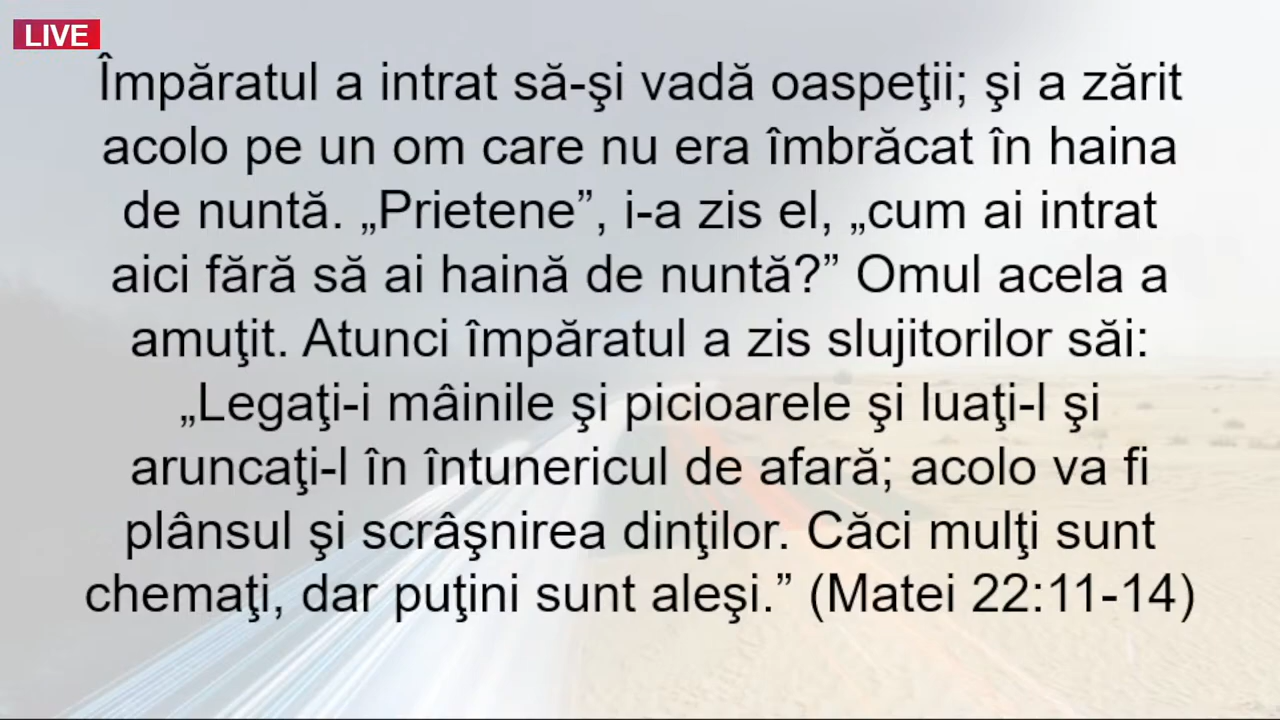 LIVE
Împăratul a intrat să-şi vadă oaspeţii; şi a zărit
acolo pe un om care nu era îmbrăcat în haina
de nuntă. „Prietene”, i-a zis el, „cum ai intrat
aici fără să ai haină de nuntă?” Omul acela a
amuţit. Atunci împăratul a zis slujitorilor săi:
„Legaţi-i mâinile şi picioarele şi luaţi-l şi
aruncaţi-l în întunericul de afară; acolo va fi
plânsul şi scrâşnirea dinţilor. Căci mulţi sunt
chemaţi, dar puţini sunt aleşi.” (Matei 22:11-14)